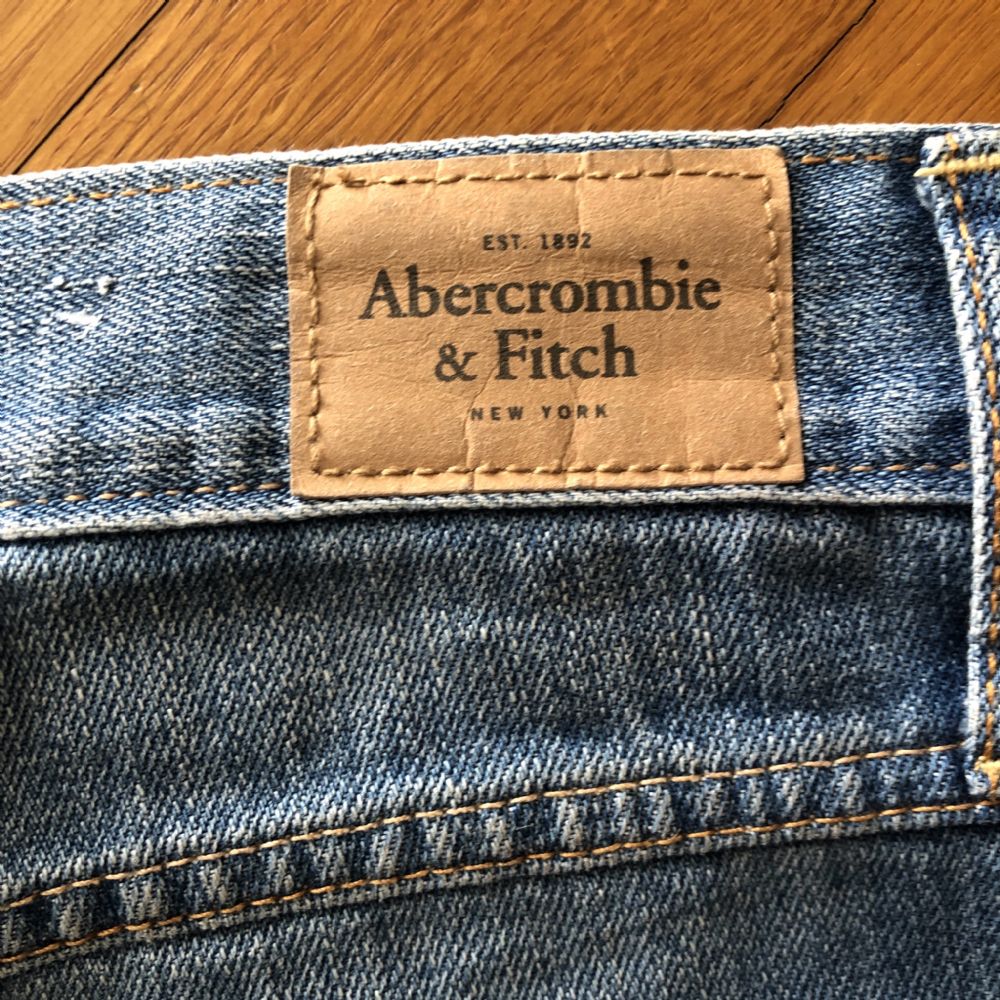 EST. 1892
Abercrombie
& Fitch
NEW YORK